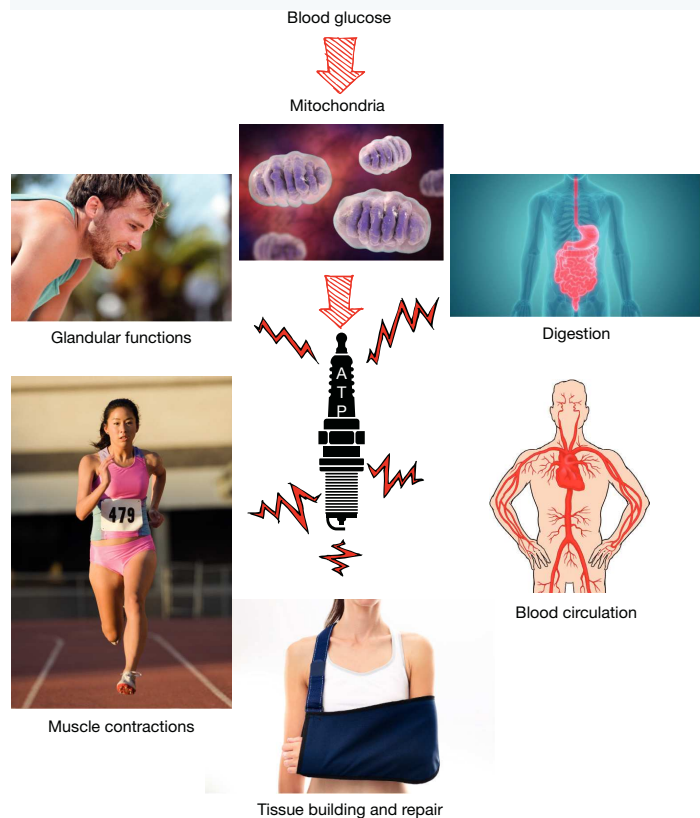 Blood glucose
Mitochondria
Glandular functions
Digestion
A
T
P
479
Blood circulation
Muscle contractions
Tissue building and repair